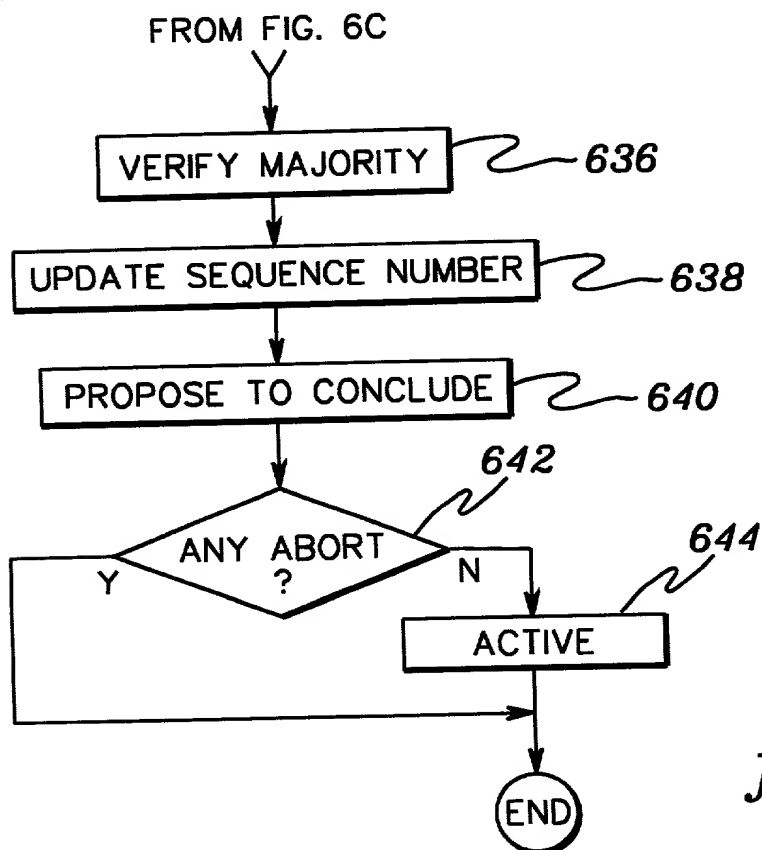 FROM FIG. 6C
VERIFY MAJORITY
636
UPDATE SEQUENCE NUMBER
638
PROPOSE TO CONCLUDE
640
642
ANY ABORT
?
Y
N
644
ACTIVE
END